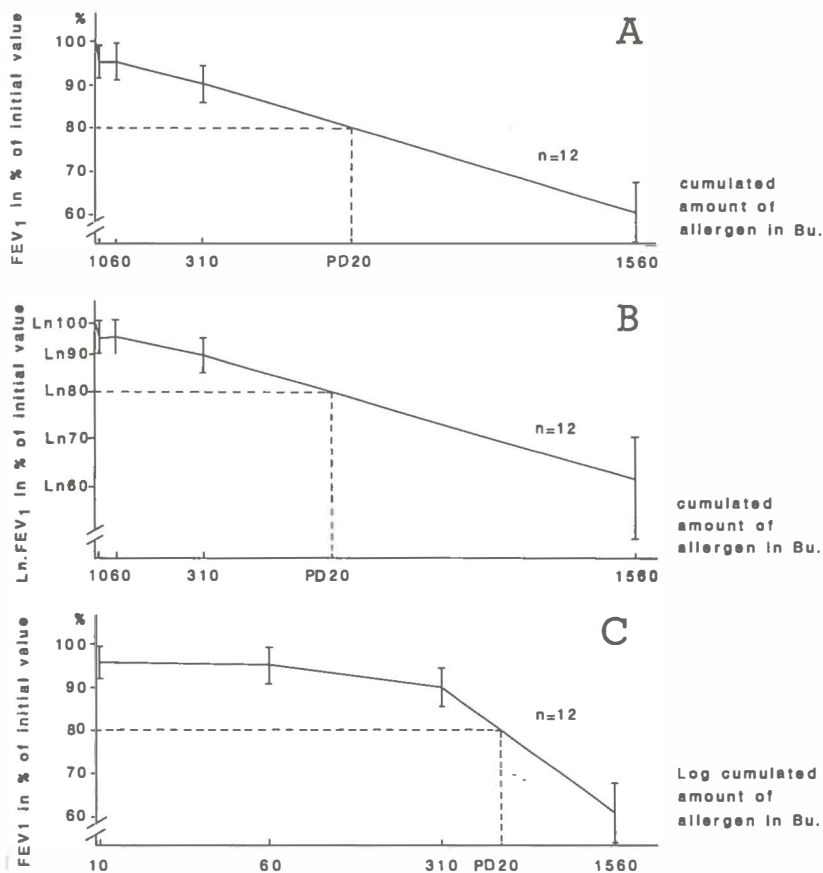 %
A
100
90
80
70
60
n=12
FEV1 in % of initial value
1060 310 PD20 1560
cumulated
amount of
allergen in Bu.
B
Ln100
Ln90
Ln80
Ln70
Ln60
n=12
Ln.FEV1 in % of initial value
1060 310 PD20 1560
cumulated
amount of
allergen in Bu.
%
C
100
90
80
70
60
n=12
FEV1 in % of initial value
10 60 310 PD20 1560
Log cumulated
amount of
allergen in Bu.